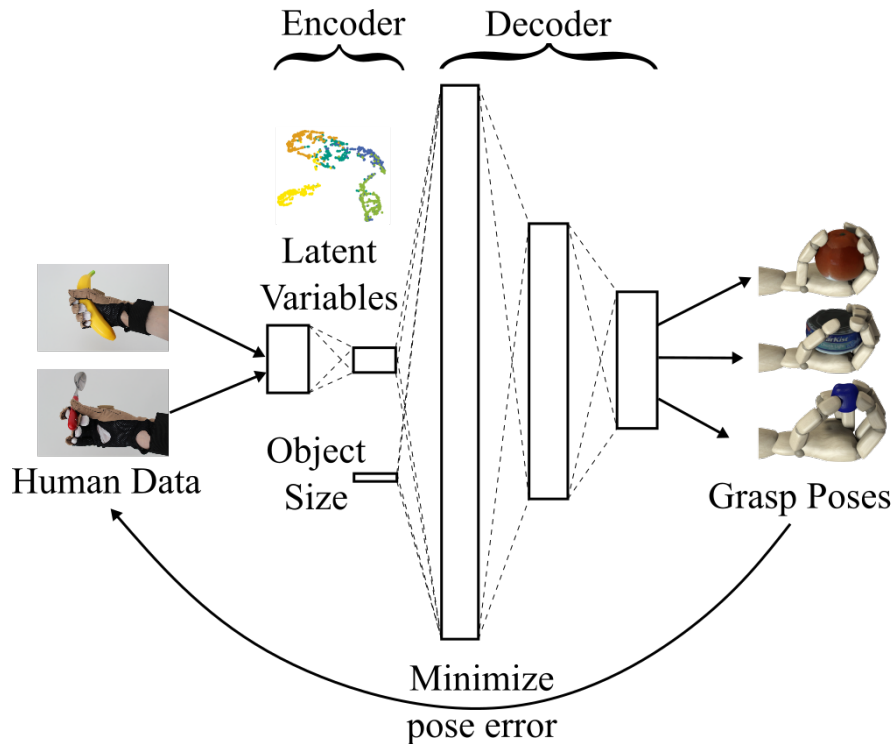 Encoder
Decoder
Latent
Variables
Object
Size
Human Data
Grasp Poses
Minimize
pose error